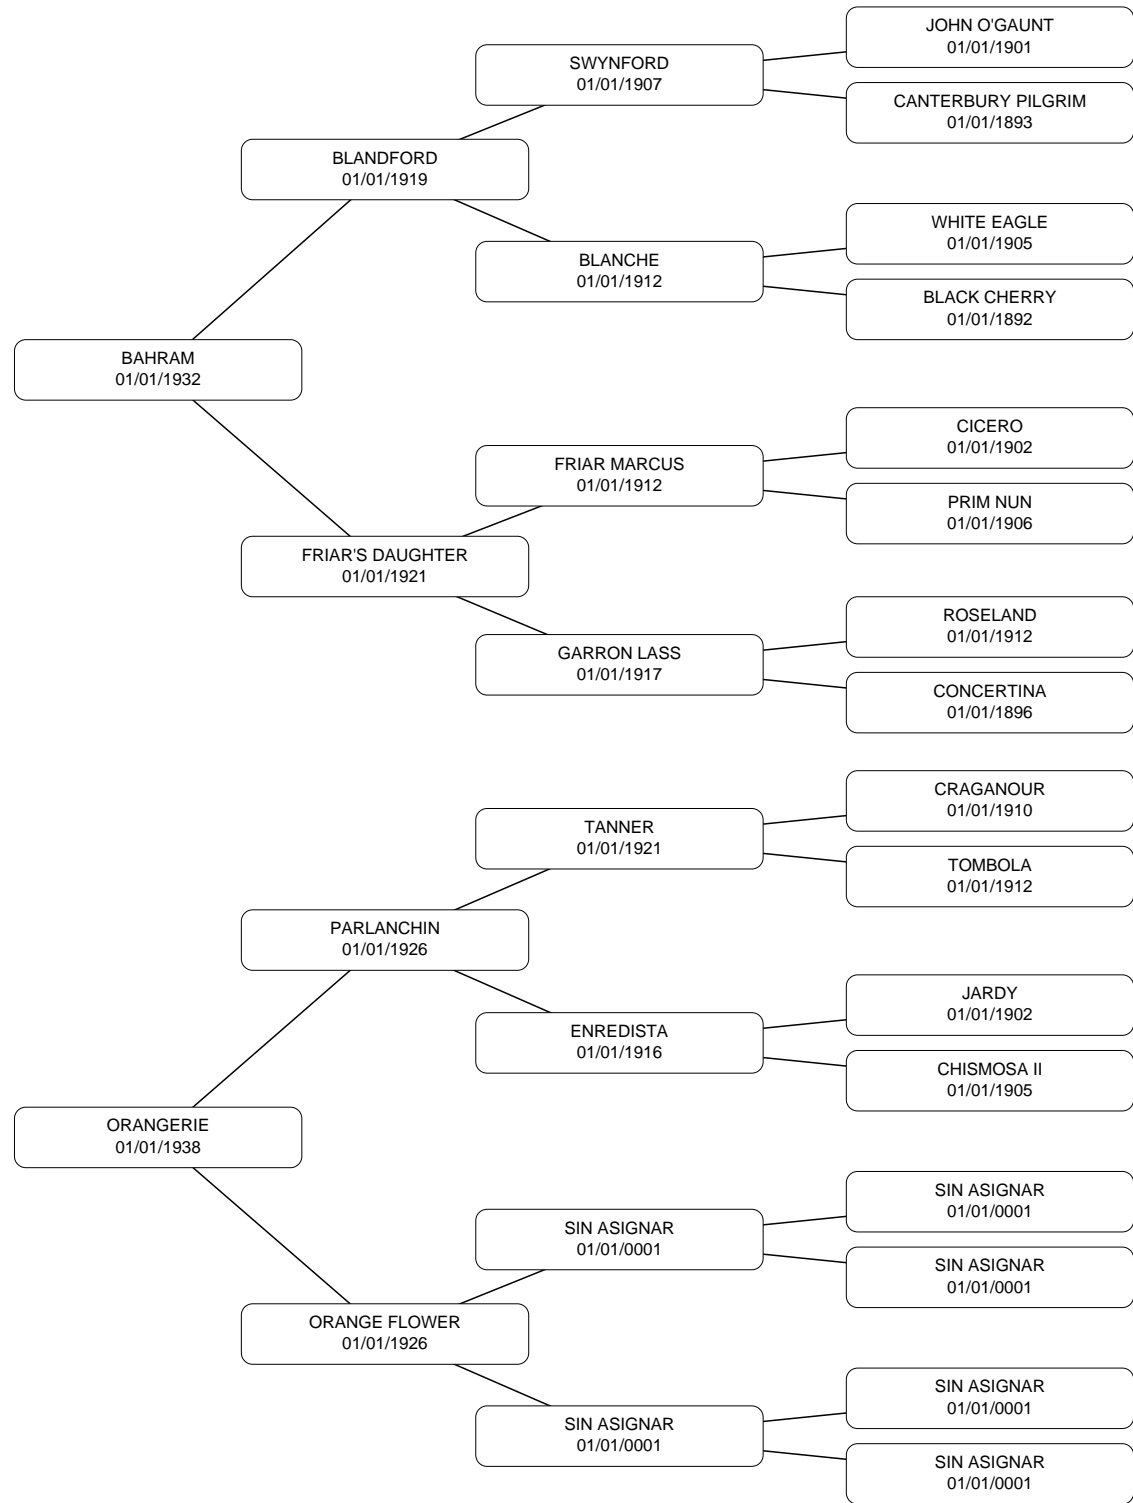 JOHN O'GAUNT
01/01/1901
SWYNFORD
01/01/1907
CANTERBURY PILGRIM
01/01/1893
BLANDFORD
01/01/1919
WHITE EAGLE
01/01/1905
BLANCHE
01/01/1912
BLACK CHERRY
01/01/1892
BAHRAM
01/01/1932
CICERO
01/01/1902
FRIAR MARCUS
01/01/1912
PRIM NUN
01/01/1906
FRIAR'S DAUGHTER
01/01/1921
ROSELAND
01/01/1912
GARRON LASS
01/01/1917
CONCERTINA
01/01/1896
CRAGANOUR
01/01/1910
TANNER
01/01/1921
TOMBOLA
01/01/1912
PARLANCHIN
01/01/1926
JARDY
01/01/1902
ENREDISTA
01/01/1916
CHISMOSA II
01/01/1905
ORANGERIE
01/01/1938
SIN ASIGNAR
01/01/0001
SIN ASIGNAR
01/01/0001
SIN ASIGNAR
01/01/0001
ORANGE FLOWER
01/01/1926
SIN ASIGNAR
01/01/0001
SIN ASIGNAR
01/01/0001
SIN ASIGNAR
01/01/0001